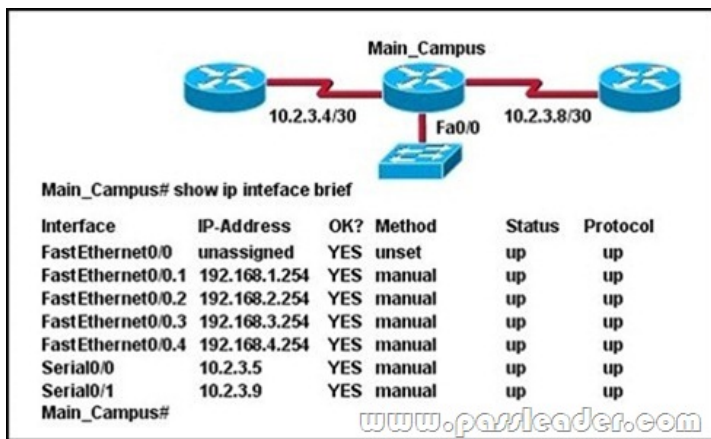 Main_Campus
10.2.3.4/30
10.2.3.8/30
Fa0/0
Main_Campus# show ip inteface brief
Interface IP-Address OK? Method Status Protocol
FastEthernet0/0 unassigned YES unset up up
FastEthernet0/0.1 192.168.1.254 YES manual up up
FastEthernet0/0.2 192.168.2.254 YES manual up up
FastEthernet0/0.3 192.168.3.254 YES manual up up
FastEthernet0/0.4 192.168.4.254 YES manual up up
Serial0/0 10.2.3.5 YES manual up up
Serial0/1 10.2.3.9 YES manual up up
Main_Campus#
www.passleader.com